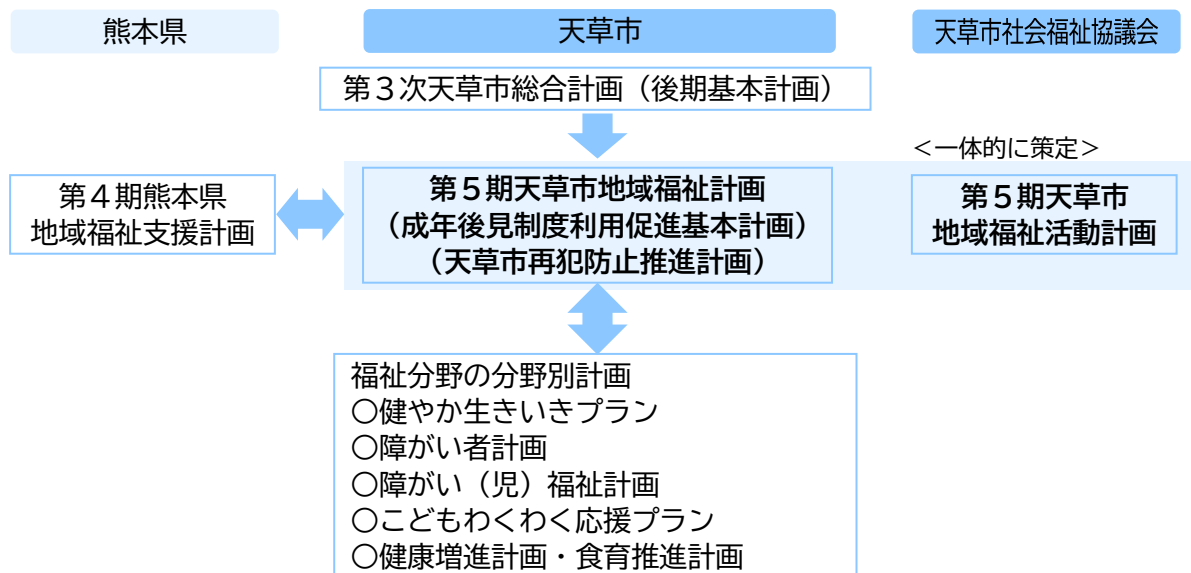 熊本県
天草市
天草市社会福祉協議会
第３次天草市総合計画（後期基本計画）
＜一体的に策定＞
第４期熊本県
地域福祉支援計画
第５期天草市地域福祉計画
（成年後見制度利用促進基本計画）
（天草市再犯防止推進計画）
第５期天草市
地域福祉活動計画
福祉分野の分野別計画
○健やか生きいきプラン
○障がい者計画
○障がい（児）福祉計画
○こどもわくわく応援プラン
○健康増進計画・食育推進計画